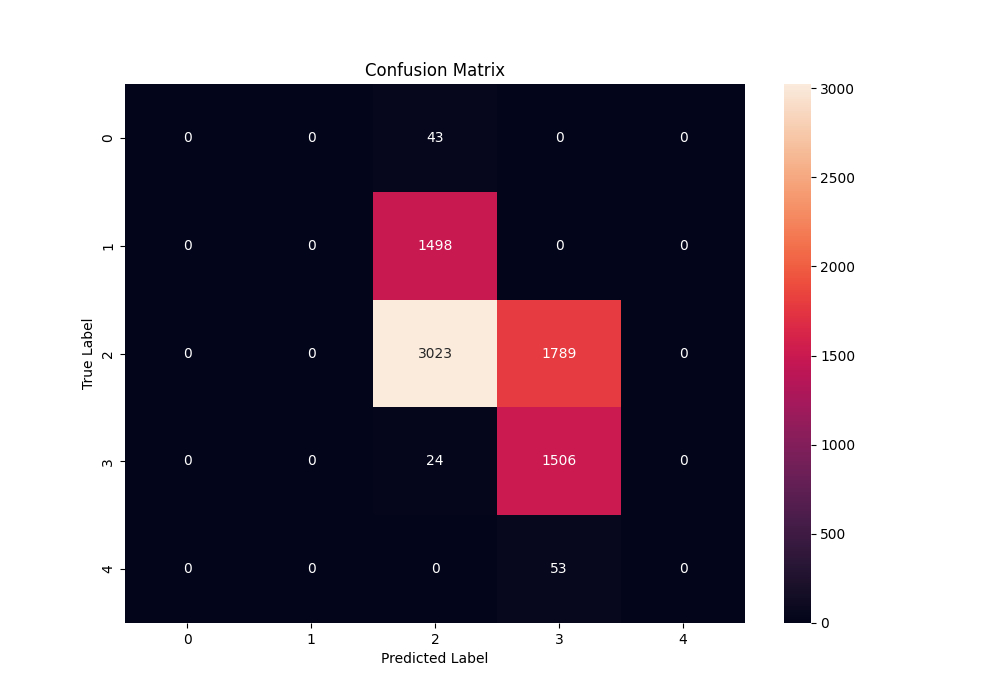 Confusion Matrix
0 0 0 43 0 0
1 0 0 1498 0 0
2 0 0 3023 1789 0
3 0 0 24 1506 0
4 0 0 0 53 0
0 1 2 3 4
Predicted Label
True Label
3000
2500
2000
1500
1000
500
0